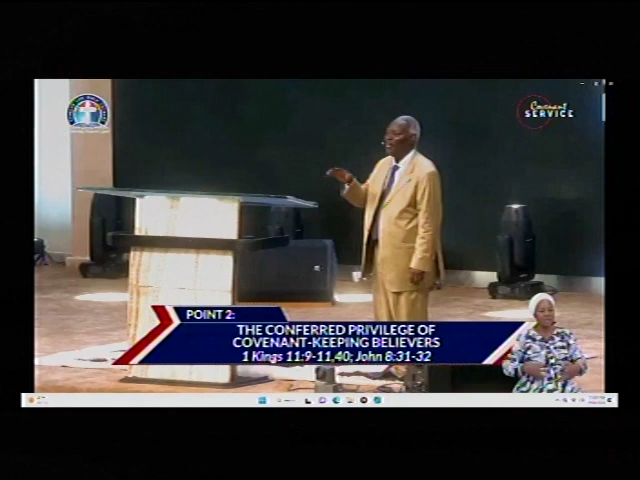 Covenant
SERVICE
POINT 2:
THE CONFERRED PRIVILEGE OF
COVENANT-KEEPING BELIEVERS
1 Kings 11:9-11,40; John 8:31-32